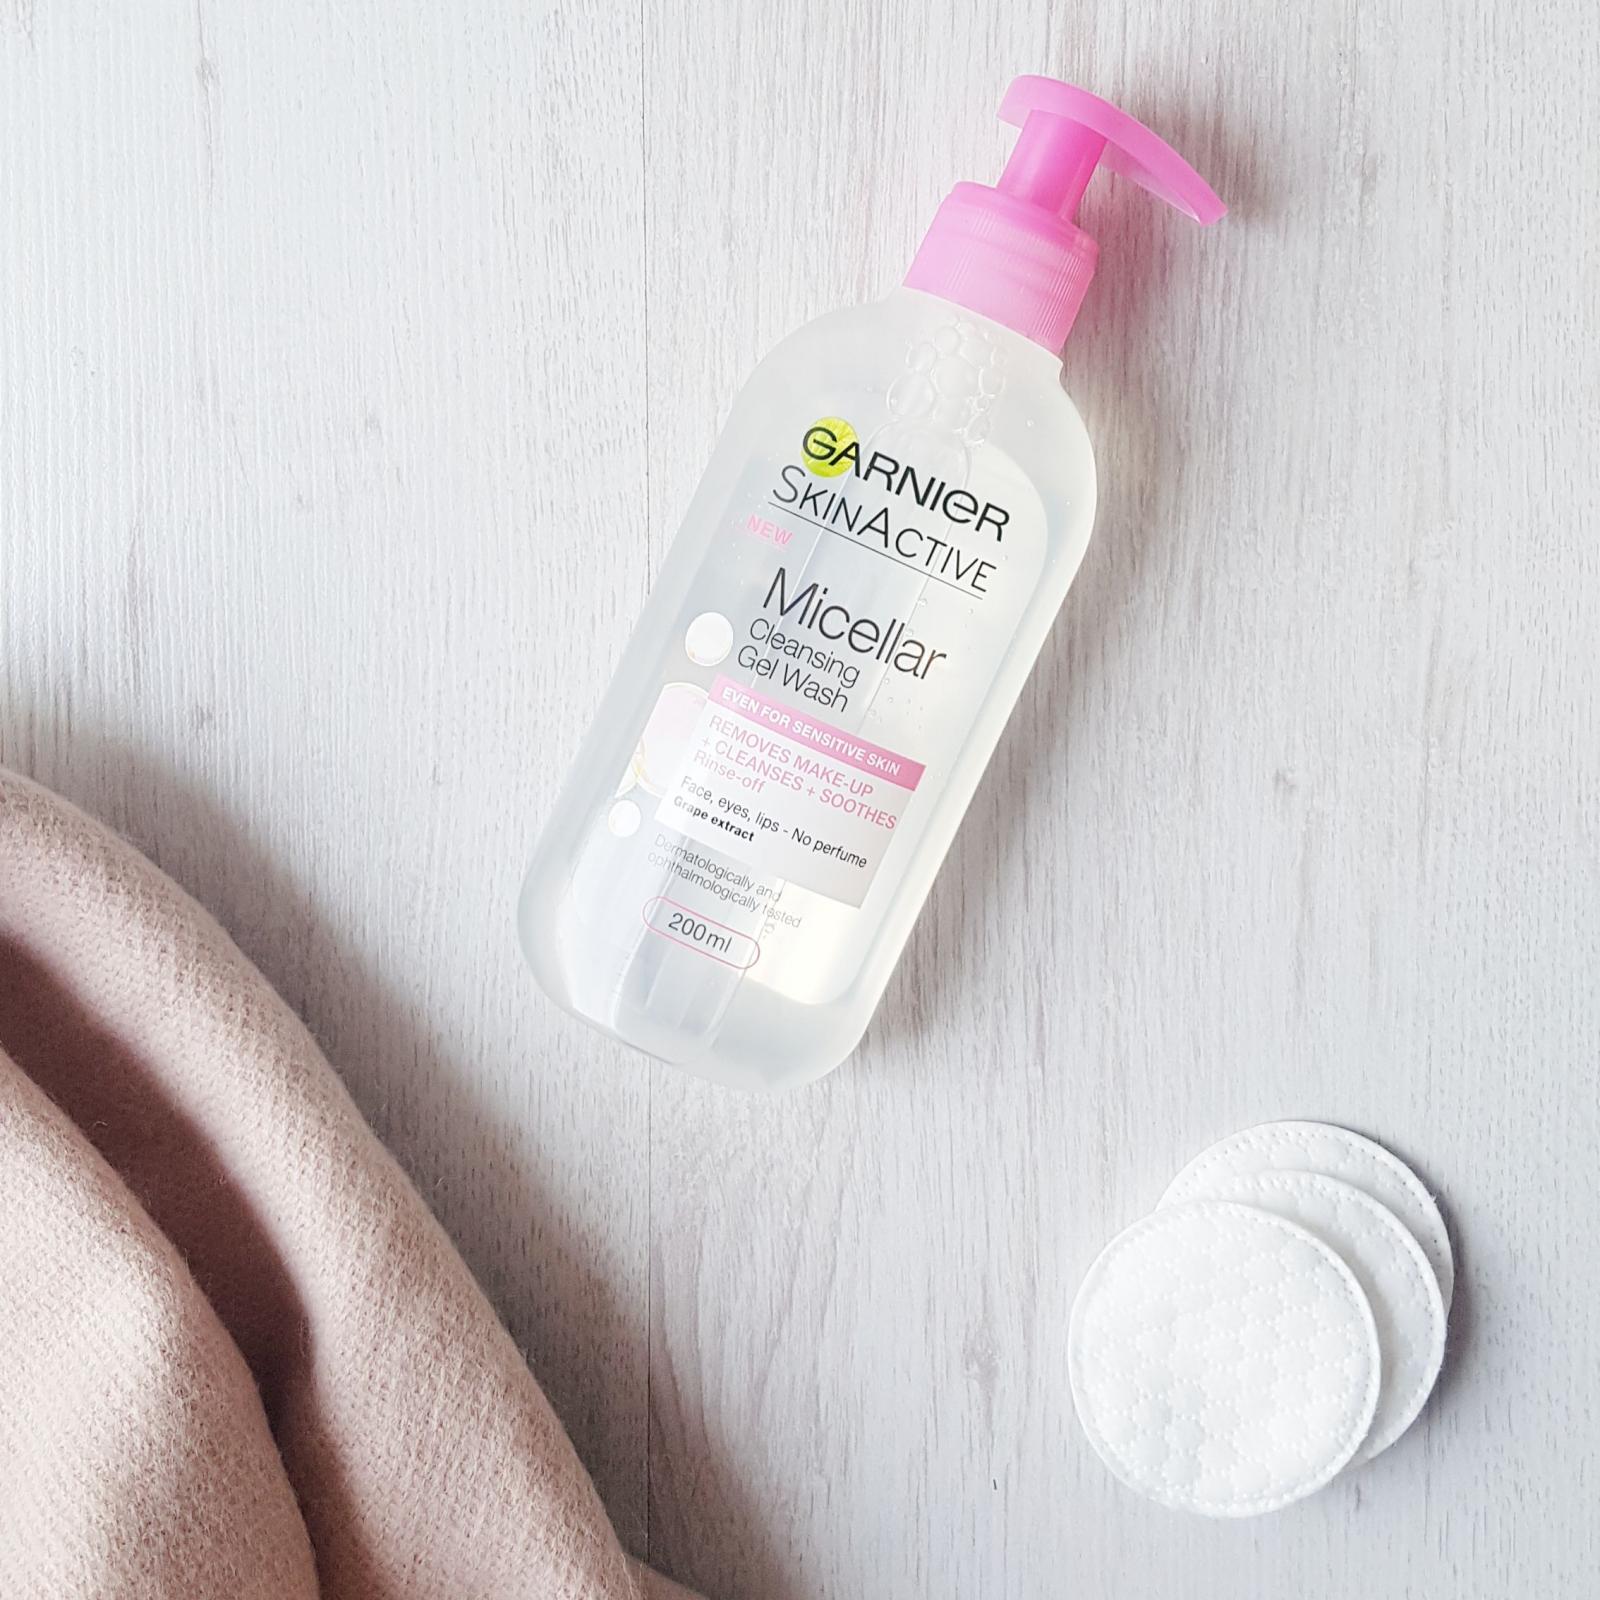 GARNIER
SKINACTIVE
NEW
Micellar
Cleansing
Gel Wash
EVEN FOR SENSITIVE SKIN
REMOVES MAKE-UP
+ CLEANSES + SOOTHES
Rinse-off
Face, eyes, lips - No perfume
Grape extract
Dermatologically and
ophthalmologically tested
200ml